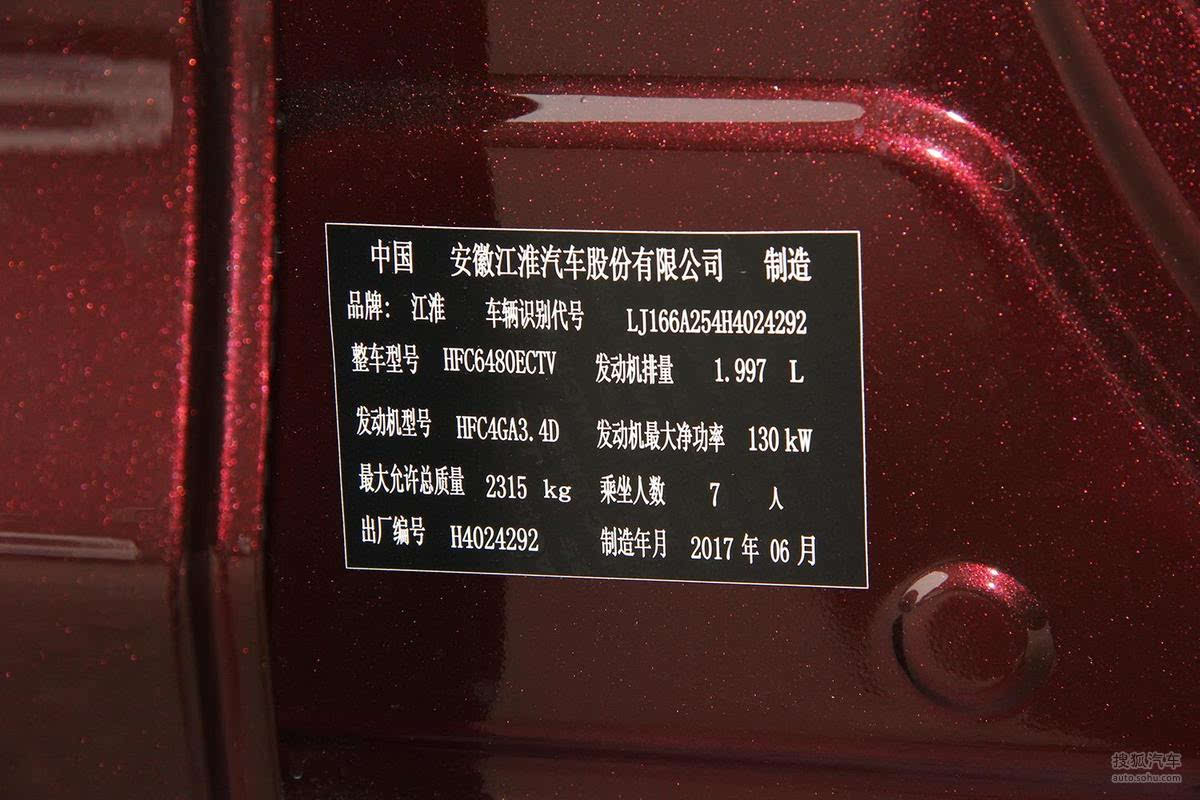 中国 安徽江淮汽车股份有限公司 制造
品牌: 江淮 车辆识别代号 LJ166A254H4024292
整车型号 HFC6480ECTV 发动机排量 1.997 L
发动机型号 HFC4GA3.4D 发动机最大净功率 130 kW
最大允许总质量 2315 kg 乘坐人数 7 人
出厂编号 H4024292 制造年月 2017 年 06 月
搜狐汽车
auto.sohu.com